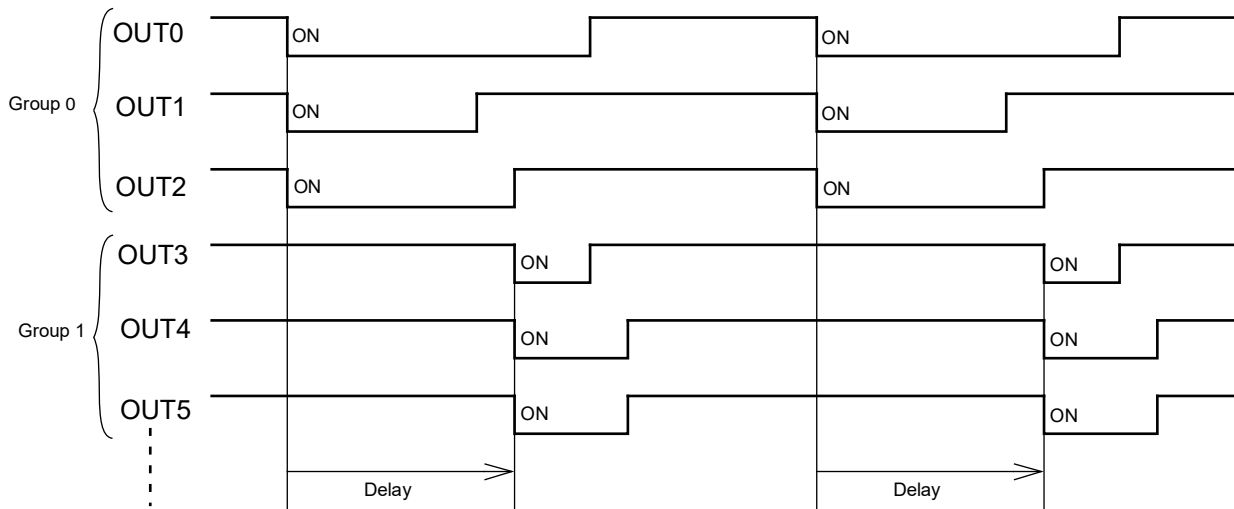 OUT0 ON ON
Group 0
OUT1 ON ON
OUT2 ON ON
OUT3 ON ON
Group 1
OUT4 ON ON
OUT5 ON ON
Delay Delay